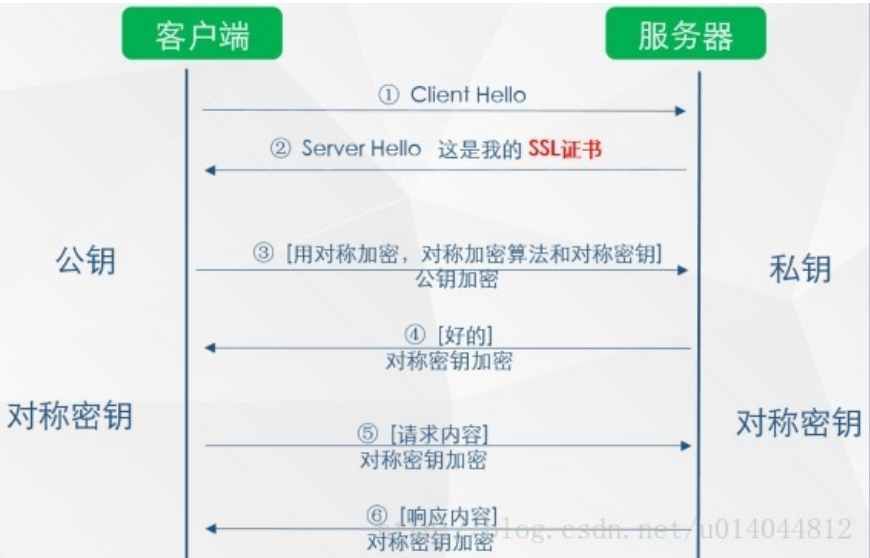 客户端
服务器
① Client Hello
② Server Hello 这是我的 SSL证书
公钥
③ [用对称加密，对称加密算法和对称密钥]
公钥加密
私钥
④ [好的]
对称密钥加密
对称密钥
对称密钥
⑤ [请求内容]
对称密钥加密
⑥ [响应内容]
对称密钥加密
blog.csdn.net/u014044812